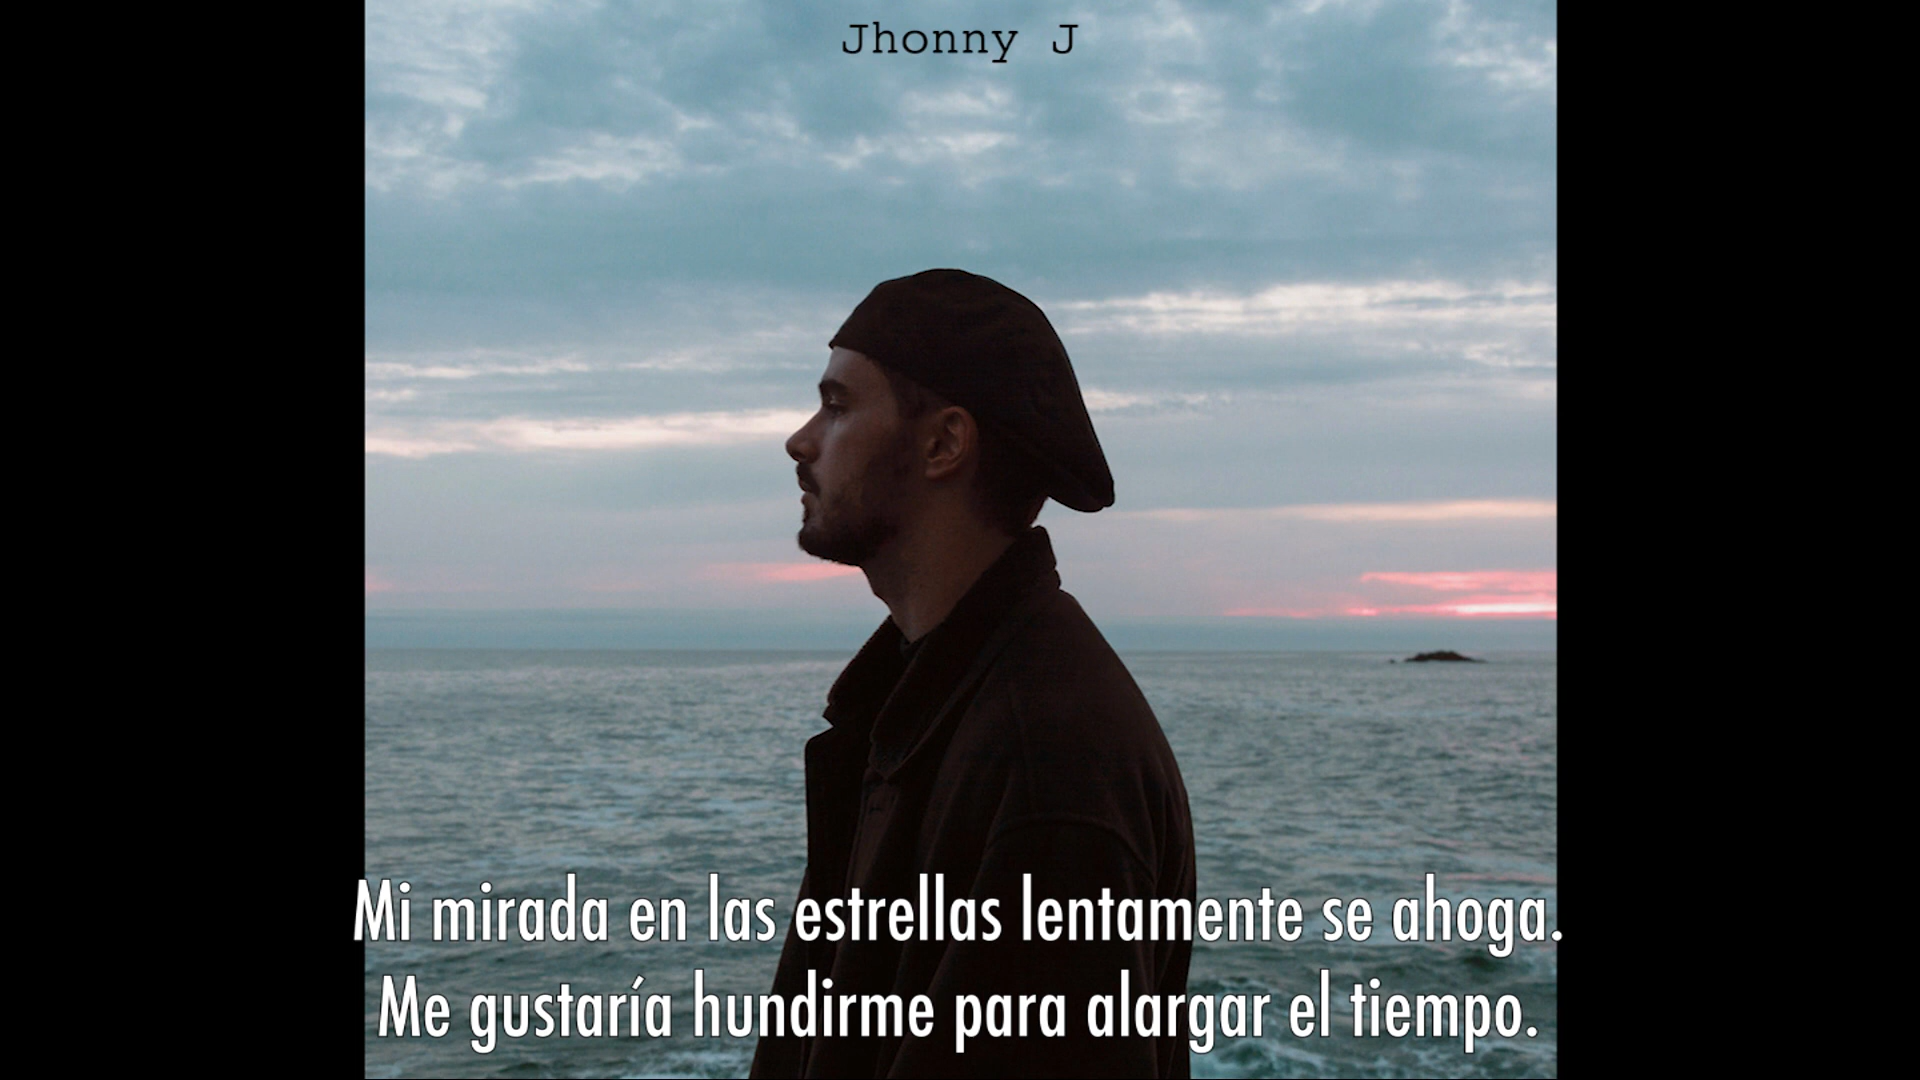 Jhonny J
Mi mirada en las estrellas lentamente se ahoga.
Me gustaría hundirme para alargar el tiempo.